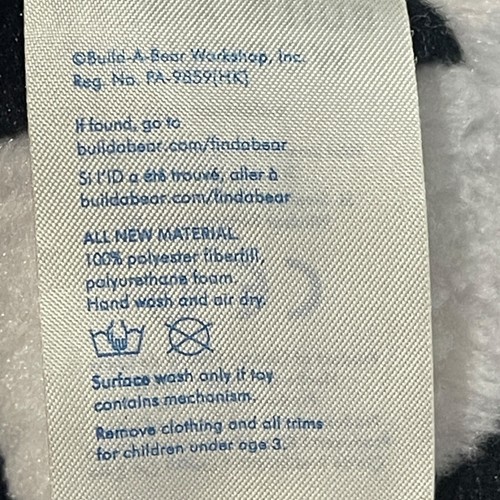 ©Build-A-Bear Workshop, Inc.
Reg. No. PA-9859(HK)
If found, go to
buildabear.com/findabear
Si l'ID a été trouvé, aller à
buildabear.com/findabear
ALL NEW MATERIAL
100% polyester fiberfill,
polyurethane foam.
Hand wash and air dry.
Surface wash only if toy
contains mechanism.
Remove clothing and all trims
for children under age 3.